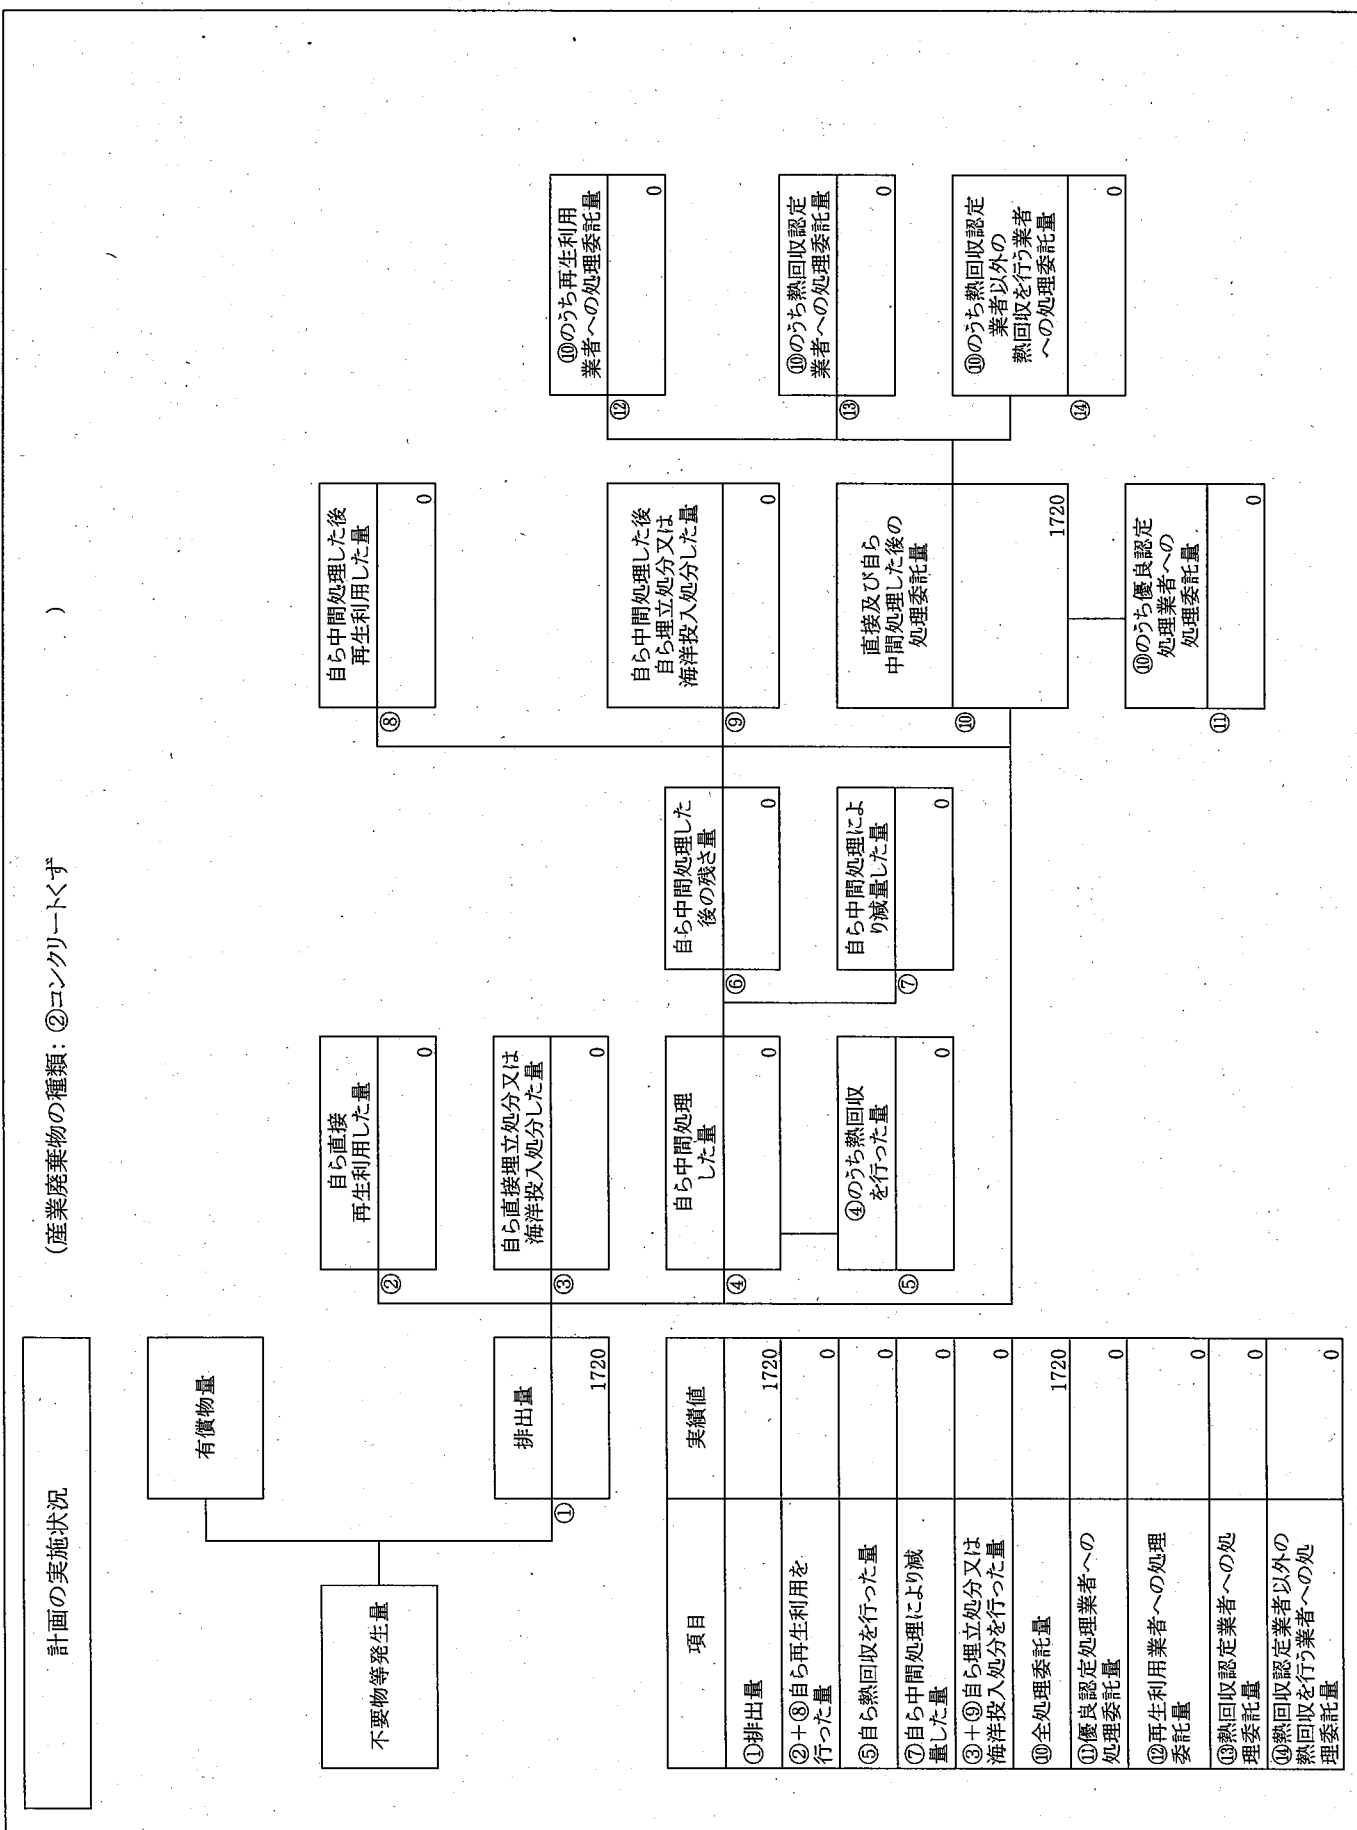 計画の実施状況
(産業廃棄物の種類：②コンクリートくず　　　)
不要物等発生量
有償物量
①
排出量
1720
②
自ら直接
再生利用した量
0
③
自ら直接埋立処分又は
海洋投入処分した量
0
④
自ら中間処理
した量
0
⑤
④のうち熱回収
を行った量
0
⑥
自ら中間処理した
後の残さ量
0
⑦
自ら中間処理によ
り減量した量
0
⑧
自ら中間処理した後
再生利用した量
0
⑨
自ら中間処理した後
自ら埋立処分又は
海洋投入処分した量
0
⑩
直接及び自ら
中間処理した後の
処理委託量
1720
⑪
⑩のうち優良認定
処理業者への
処理委託量
0
⑫
⑩のうち再生利用
業者への処理委託量
0
⑬
⑩のうち熱回収認定
業者への処理委託量
0
⑭
⑩のうち熱回収認定
業者以外の
熱回収を行う業者
への処理委託量
0
項目
実績値
①排出量
1720
②＋⑧自ら再生利用を
行った量
0
⑤自ら熱回収を行った量
0
⑦自ら中間処理により減
量した量
0
③＋⑨自ら埋立処分又は
海洋投入処分を行った量
0
⑩全処理委託量
1720
⑪優良認定処理業者への
処理委託量
0
⑫再生利用業者への処理
委託量
0
⑬熱回収認定業者への処
理委託量
0
⑭熱回収認定業者以外の
熱回収を行う業者への処
理委託量
0